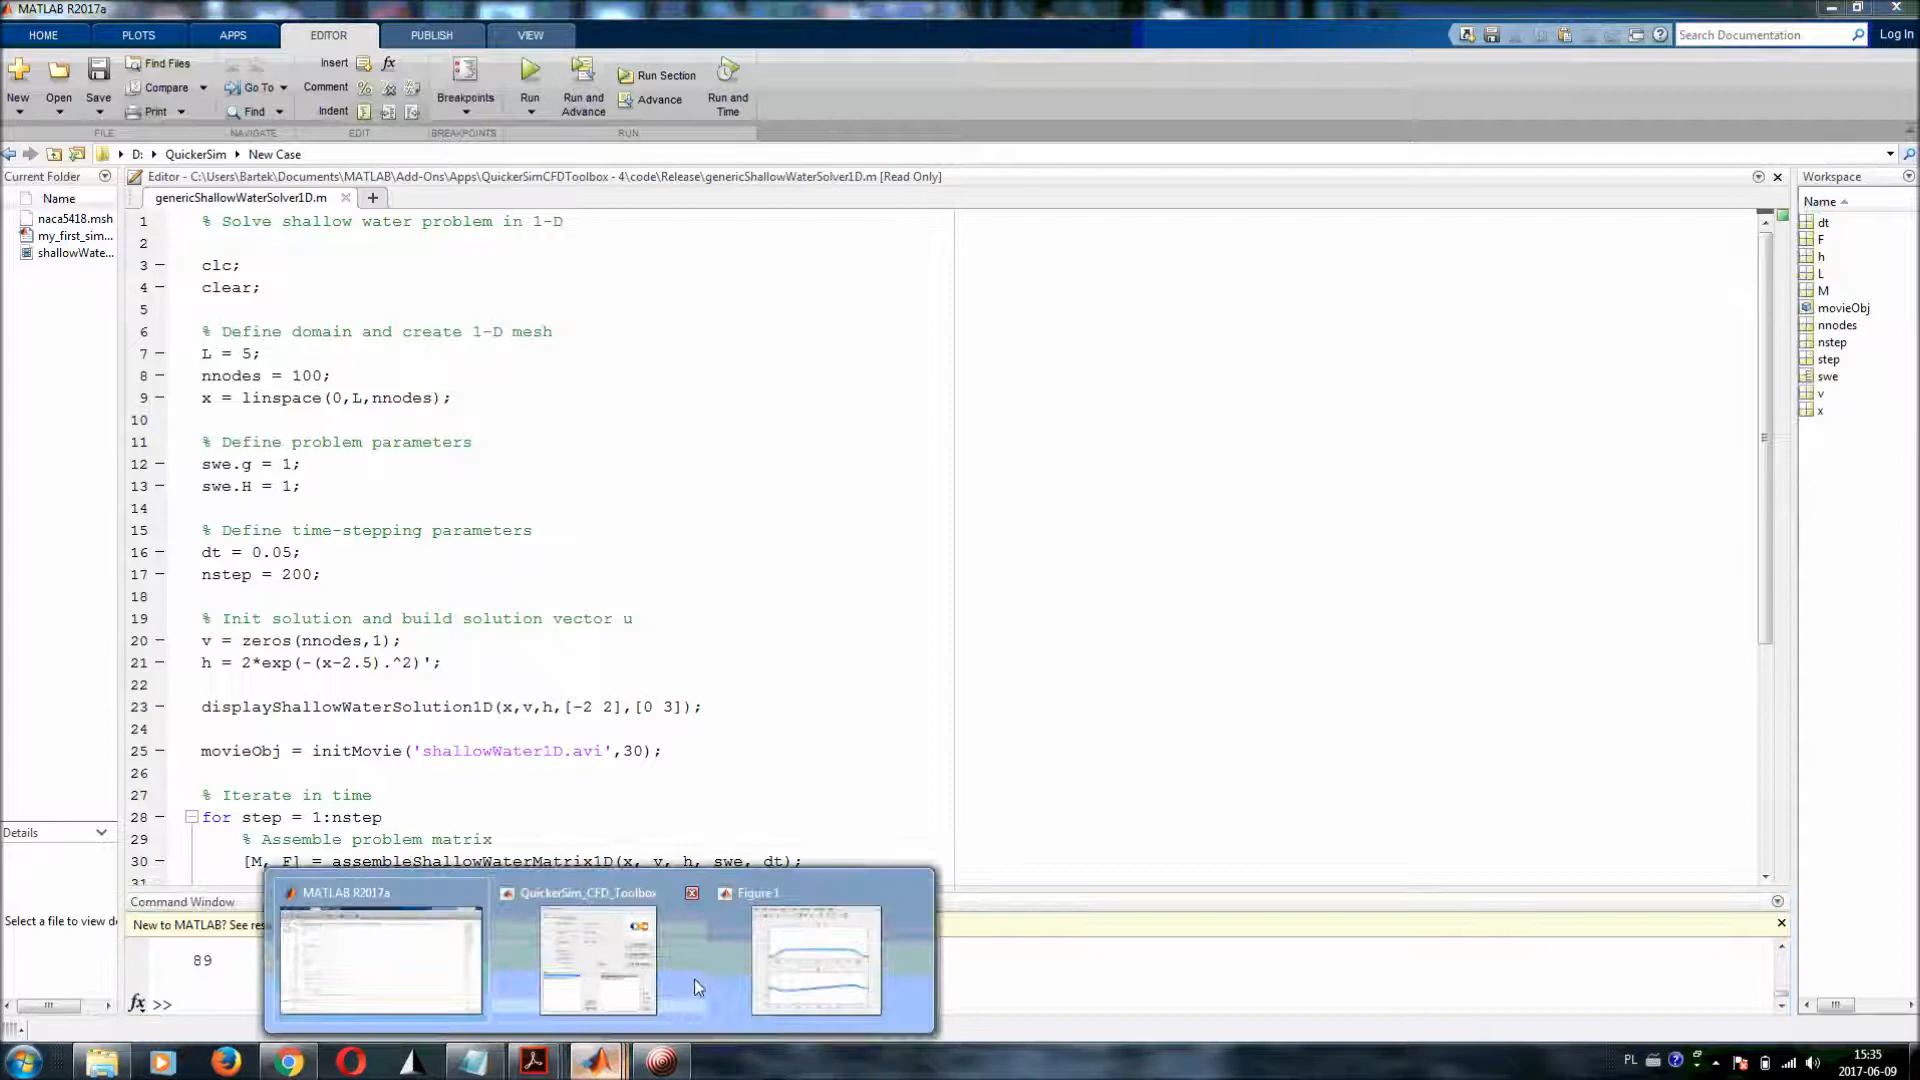 MATLAB R2017a
HOME PLOTS APPS EDITOR PUBLISH VIEW
Search Documentation Log In
New Open Save Find Files Compare Print
Go To Find
Insert Comment Indent
fx
Breakpoints Run Run and Advance Run Section Advance Run and Time
FILE NAVIGATE EDIT BREAKPOINTS RUN
D: QuickerSim New Case
Current Folder
Name
naca5418.msh
my_first_sim...
shallowWate...
Details
Select a file to view de
Editor - C:\Users\Bartek\Documents\MATLAB\Add-Ons\Apps\QuickerSimCFDToolbox - 4\code\Release\genericShallowWaterSolver1D.m [Read Only]
genericShallowWaterSolver1D.m
1 % Solve shallow water problem in 1-D
2
3 clc;
4 clear;
5
6 % Define domain and create 1-D mesh
7 L = 5;
8 nnodes = 100;
9 x = linspace(0,L,nnodes);
10
11 % Define problem parameters
12 swe.g = 1;
13 swe.H = 1;
14
15 % Define time-stepping parameters
16 dt = 0.05;
17 nstep = 200;
18
19 % Init solution and build solution vector u
20 v = zeros(nnodes,1);
21 h = 2*exp(-(x-2.5).^2)';
22
23 displayShallowWaterSolution1D(x,v,h,[-2 2],[0 3]);
24
25 movieObj = initMovie('shallowWater1D.avi',30);
26
27 % Iterate in time
28 for step = 1:nstep
29 % Assemble problem matrix
30 [M, F] = assembleShallowWaterMatrix1D(x, v, h, swe, dt);
31
Workspace
Name
dt
F
h
L
M
movieObj
nnodes
nstep
step
swe
v
x
Command Window
New to MATLAB? See res
89
fx >>
MATLAB R2017a QuickerSim_CFD_Toolbox Figure 1
PL
15:35
2017-06-09